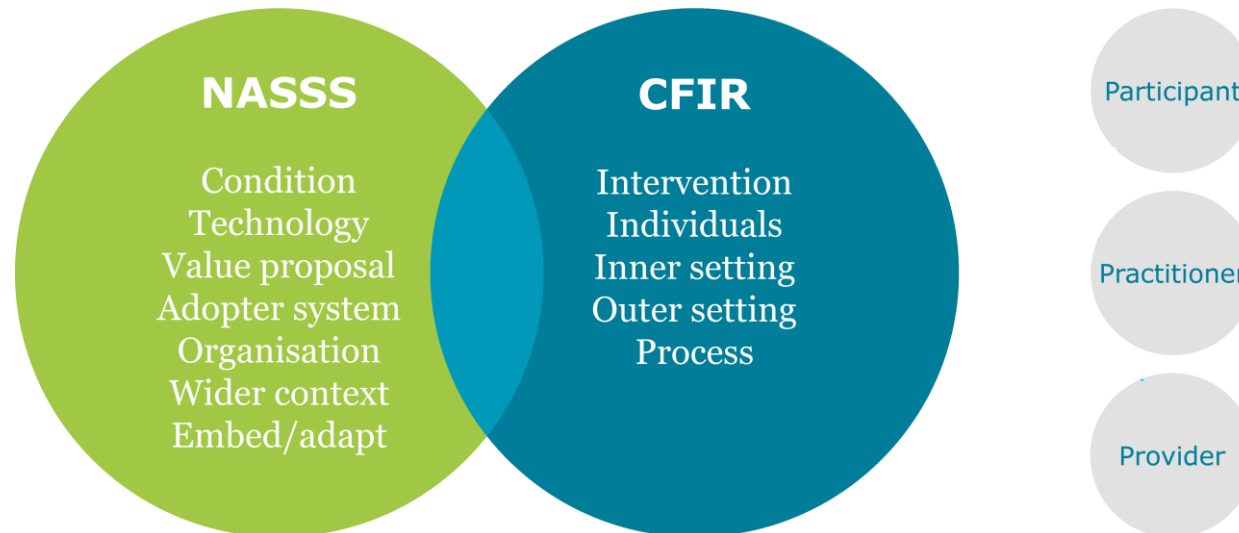 NASSS
Condition
Technology
Value proposal
Adopter system
Organisation
Wider context
Embed/adapt
CFIR
Intervention
Individuals
Inner setting
Outer setting
Process
Participant
Practitioner
Provider